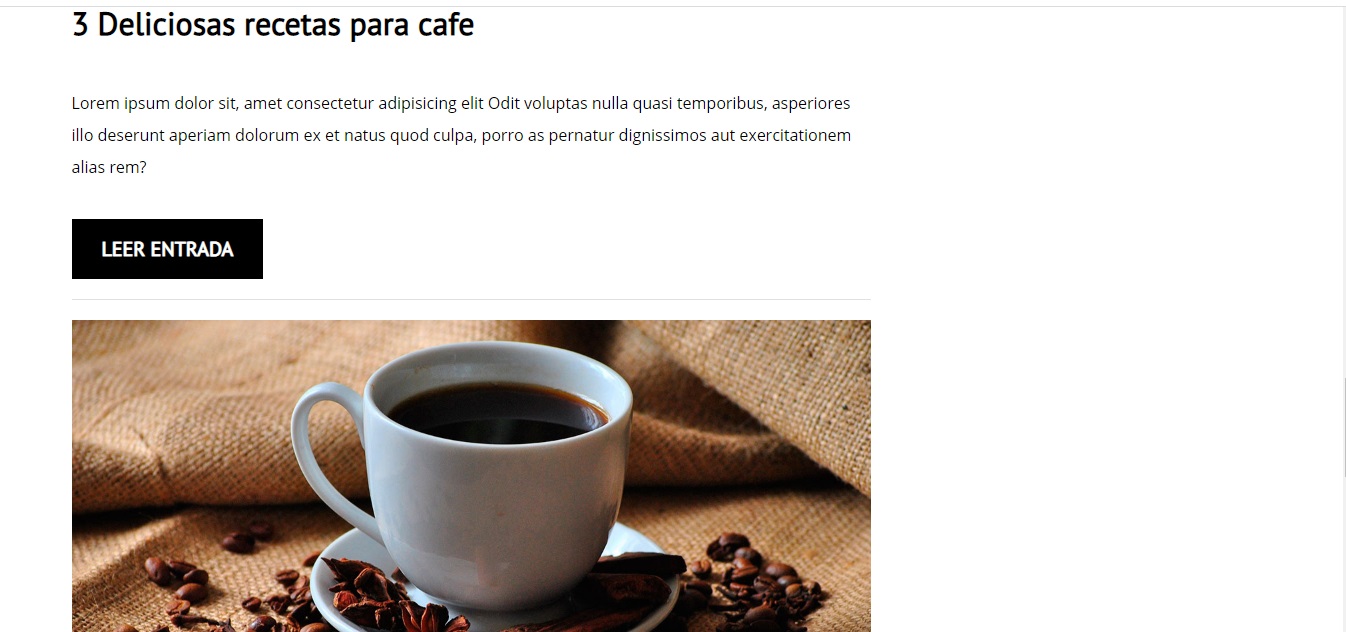 3 Deliciosas recetas para cafe
Lorem ipsum dolor sit, amet consectetur adipisicing elit Odit voluptas nulla quasi temporibus, asperiores
illo deserunt aperiam dolorum ex et natus quod culpa, porro as pernatur dignissimos aut exercitationem
alias rem?
LEER ENTRADA